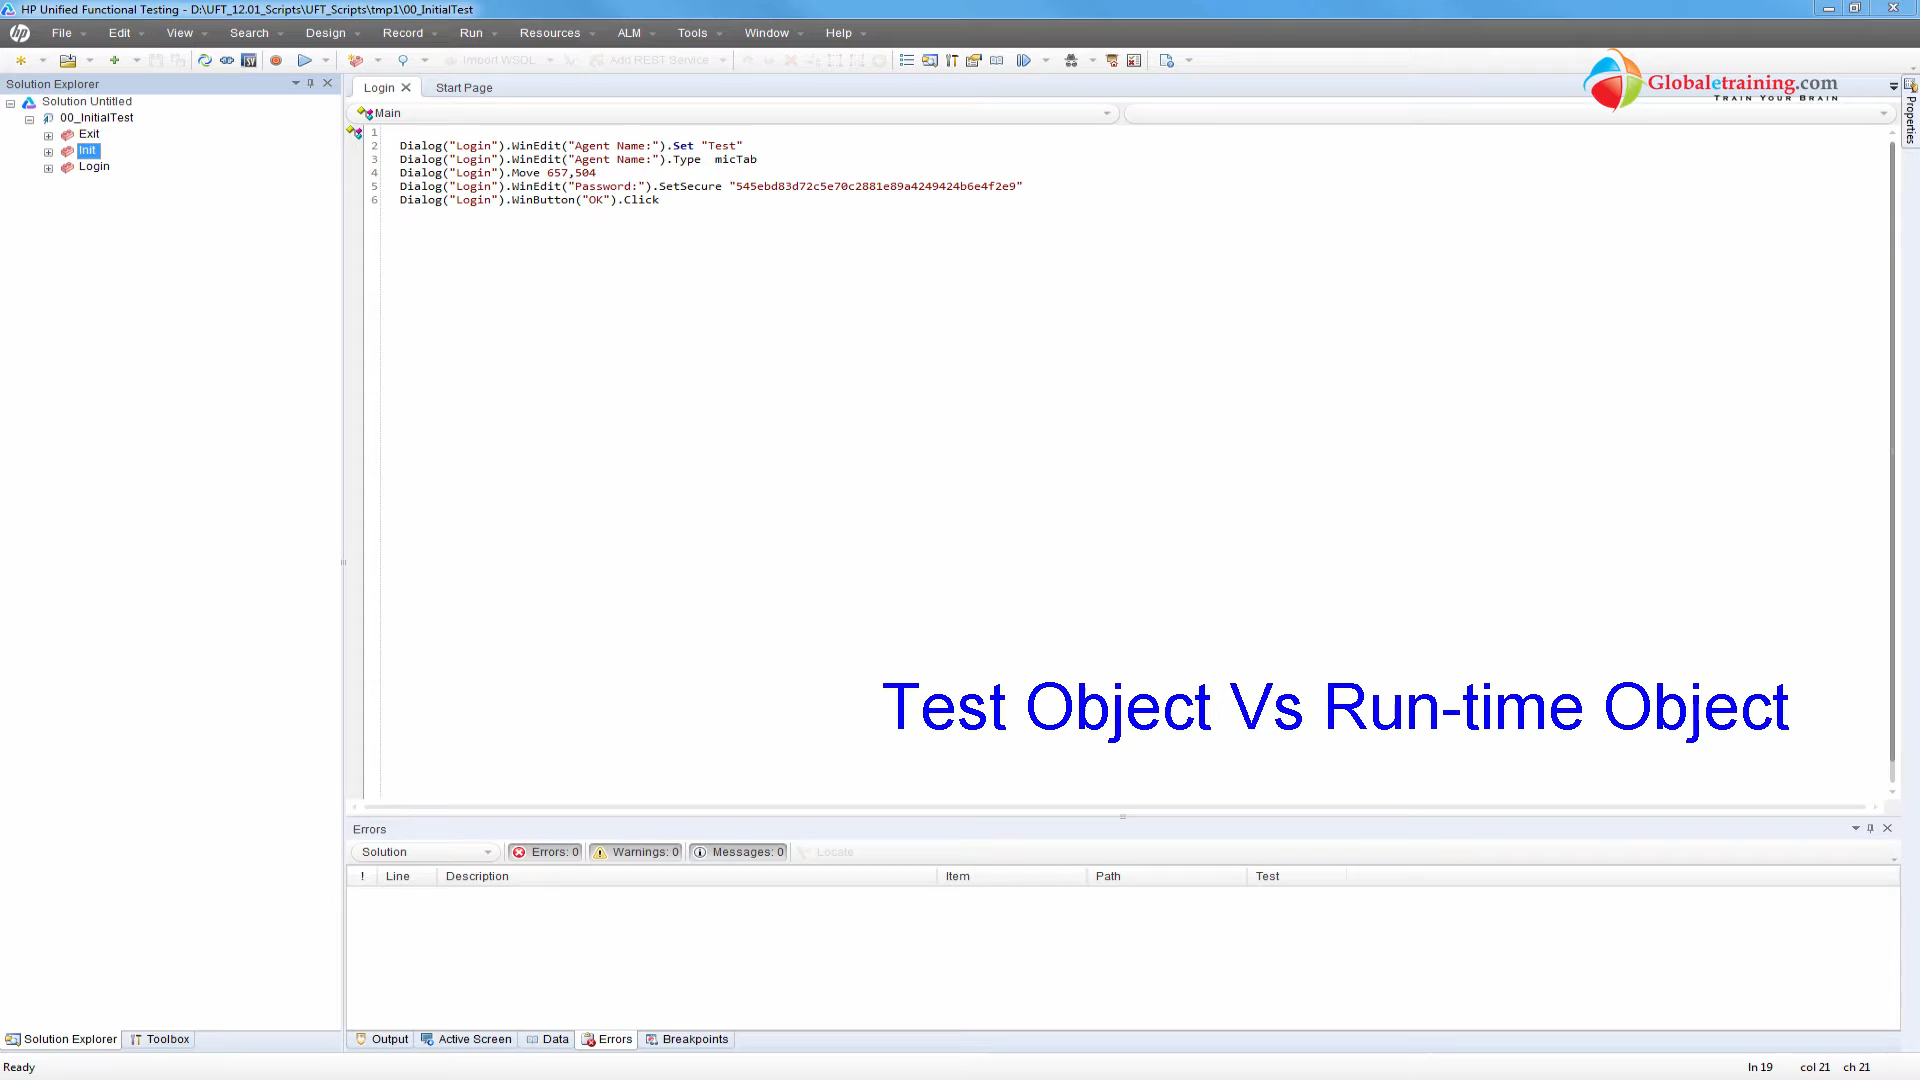 HP Unified Functional Testing - D:\UFT_12.01_Scripts\UFT_Scripts\tmp1\00_InitialTest
File Edit View Search Design Record Run Resources ALM Tools Window Help
Import WSDL Add REST Service
Globaletraining.com
TRAIN YOUR BRAIN
Solution Explorer
Login Start Page
Properties
Solution Untitled
00_InitialTest
Exit
Init
Login
Main
1
2 Dialog("Login").WinEdit("Agent Name:").Set "Test"
3 Dialog("Login").WinEdit("Agent Name:").Type  micTab
4 Dialog("Login").Move 657,504
5 Dialog("Login").WinEdit("Password:").SetSecure "545ebd83d72c5e70c2881e89a4249424b6e4f2e9"
6 Dialog("Login").WinButton("OK").Click
Test Object Vs Run-time Object
Errors
Solution Errors: 0 Warnings: 0 Messages: 0 Locate
! Line Description Item Path Test
Solution Explorer Toolbox Output Active Screen Data Errors Breakpoints
Ready ln 19 col 21 ch 21